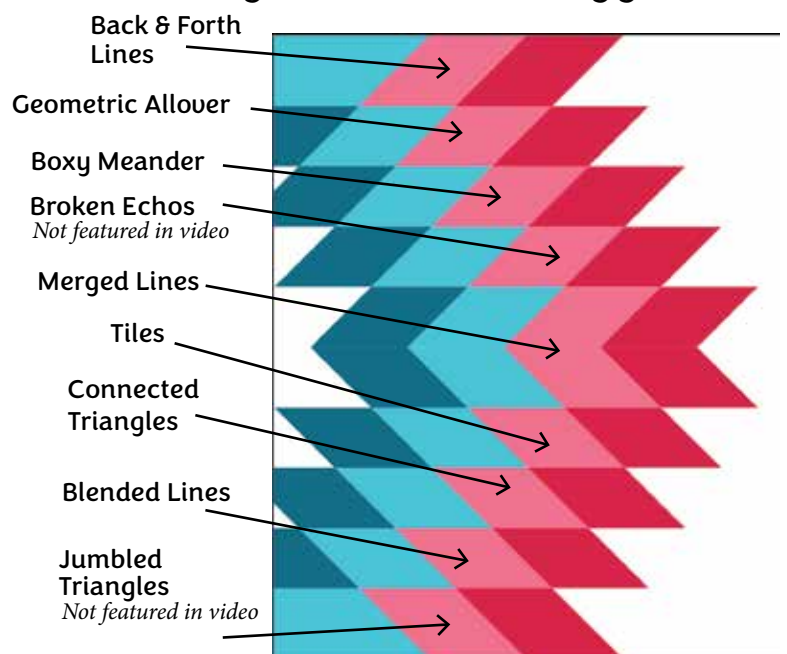 Back & Forth
Lines
Geometric Allover
Boxy Meander
Broken Echos
Not featured in video
Merged Lines
Tiles
Connected
Triangles
Blended Lines
Jumbled
Triangles
Not featured in video